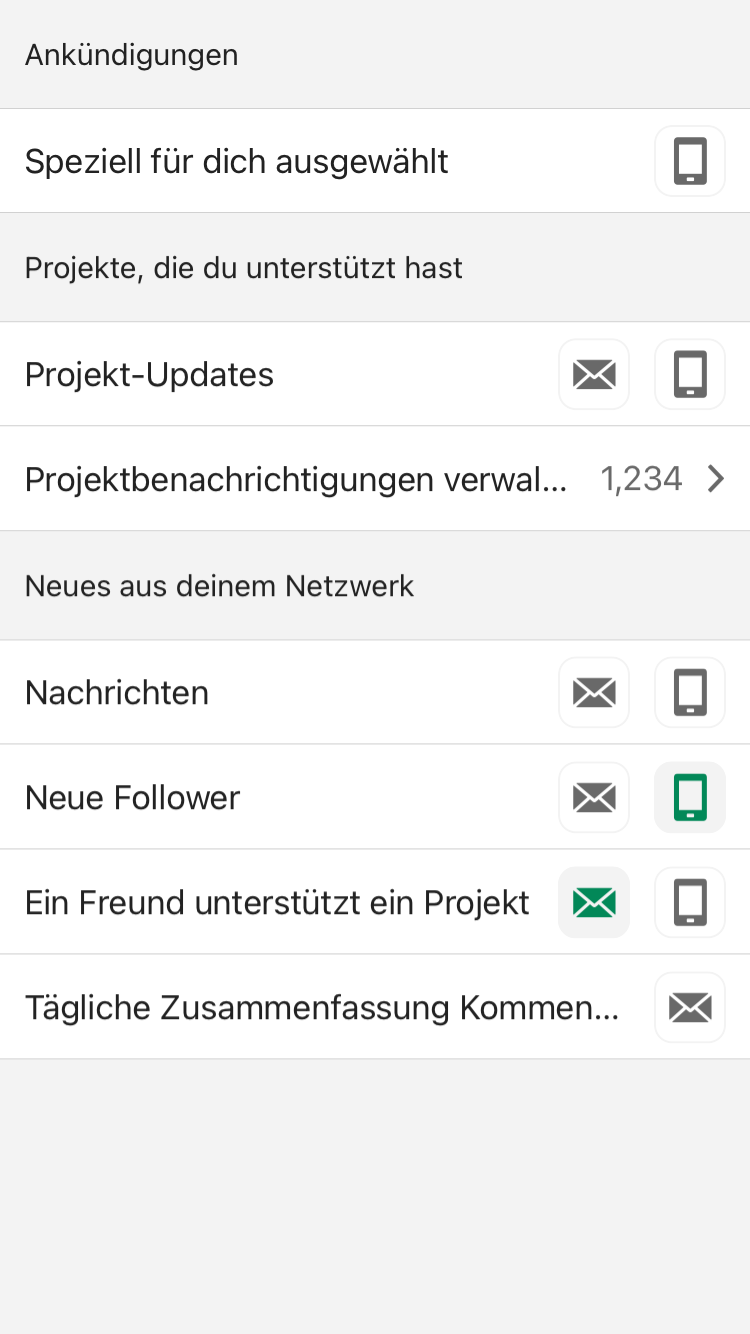 Ankündigungen
Speziell für dich ausgewählt
Projekte, die du unterstützt hast
Projekt-Updates
Projektbenachrichtigungen verwal... 1,234
Neues aus deinem Netzwerk
Nachrichten
Neue Follower
Ein Freund unterstützt ein Projekt
Tägliche Zusammenfassung Kommen...